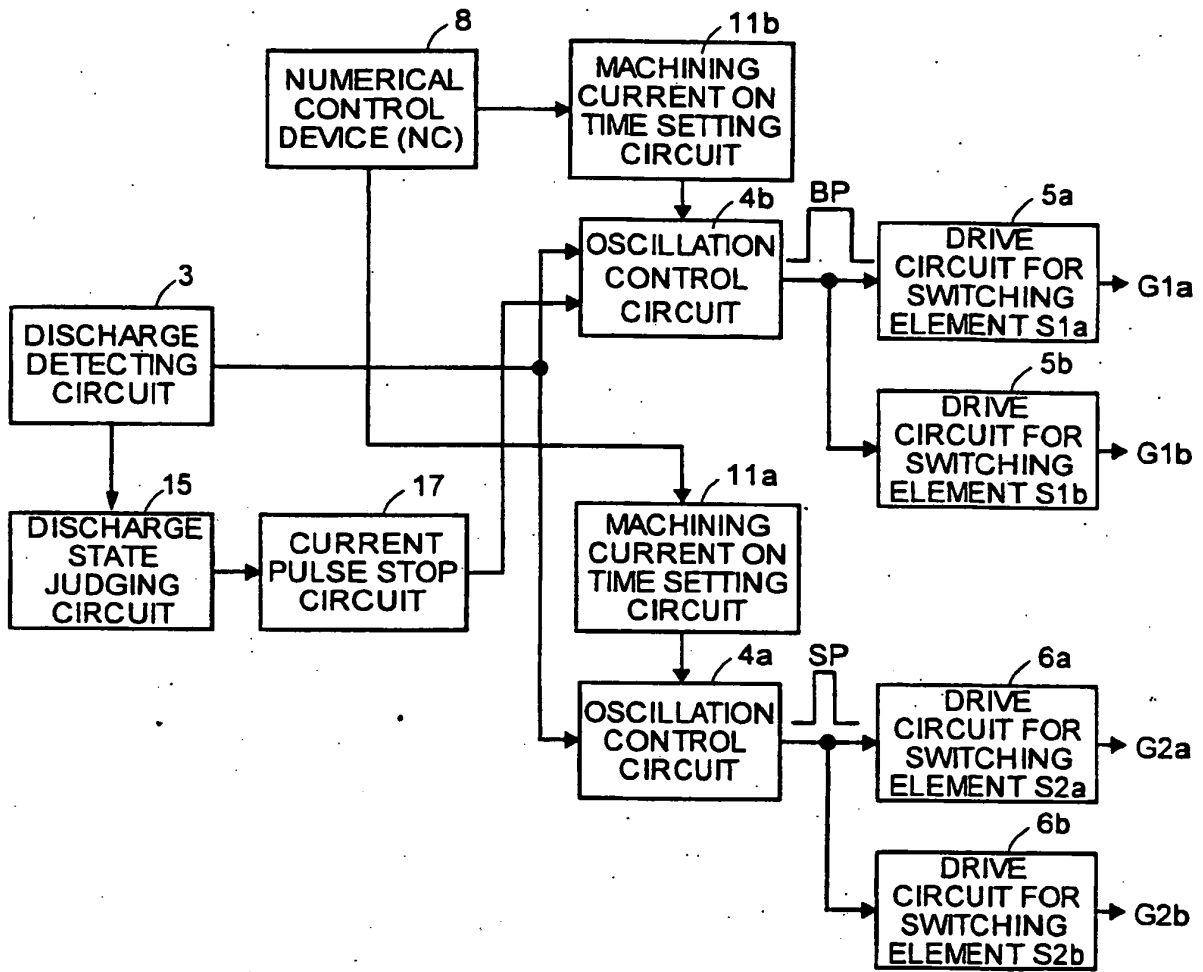 8
NUMERICAL
CONTROL
DEVICE (NC)
11b
MACHINING
CURRENT ON
TIME SETTING
CIRCUIT
4b
OSCILLATION
CONTROL
CIRCUIT
BP
5a
DRIVE
CIRCUIT FOR
SWITCHING
ELEMENT S1a
G1a
5b
DRIVE
CIRCUIT FOR
SWITCHING
ELEMENT S1b
G1b
3
DISCHARGE
DETECTING
CIRCUIT
15
DISCHARGE
STATE
JUDGING
CIRCUIT
17
CURRENT
PULSE STOP
CIRCUIT
11a
MACHINING
CURRENT ON
TIME SETTING
CIRCUIT
4a
OSCILLATION
CONTROL
CIRCUIT
SP
6a
DRIVE
CIRCUIT FOR
SWITCHING
ELEMENT S2a
G2a
6b
DRIVE
CIRCUIT FOR
SWITCHING
ELEMENT S2b
G2b